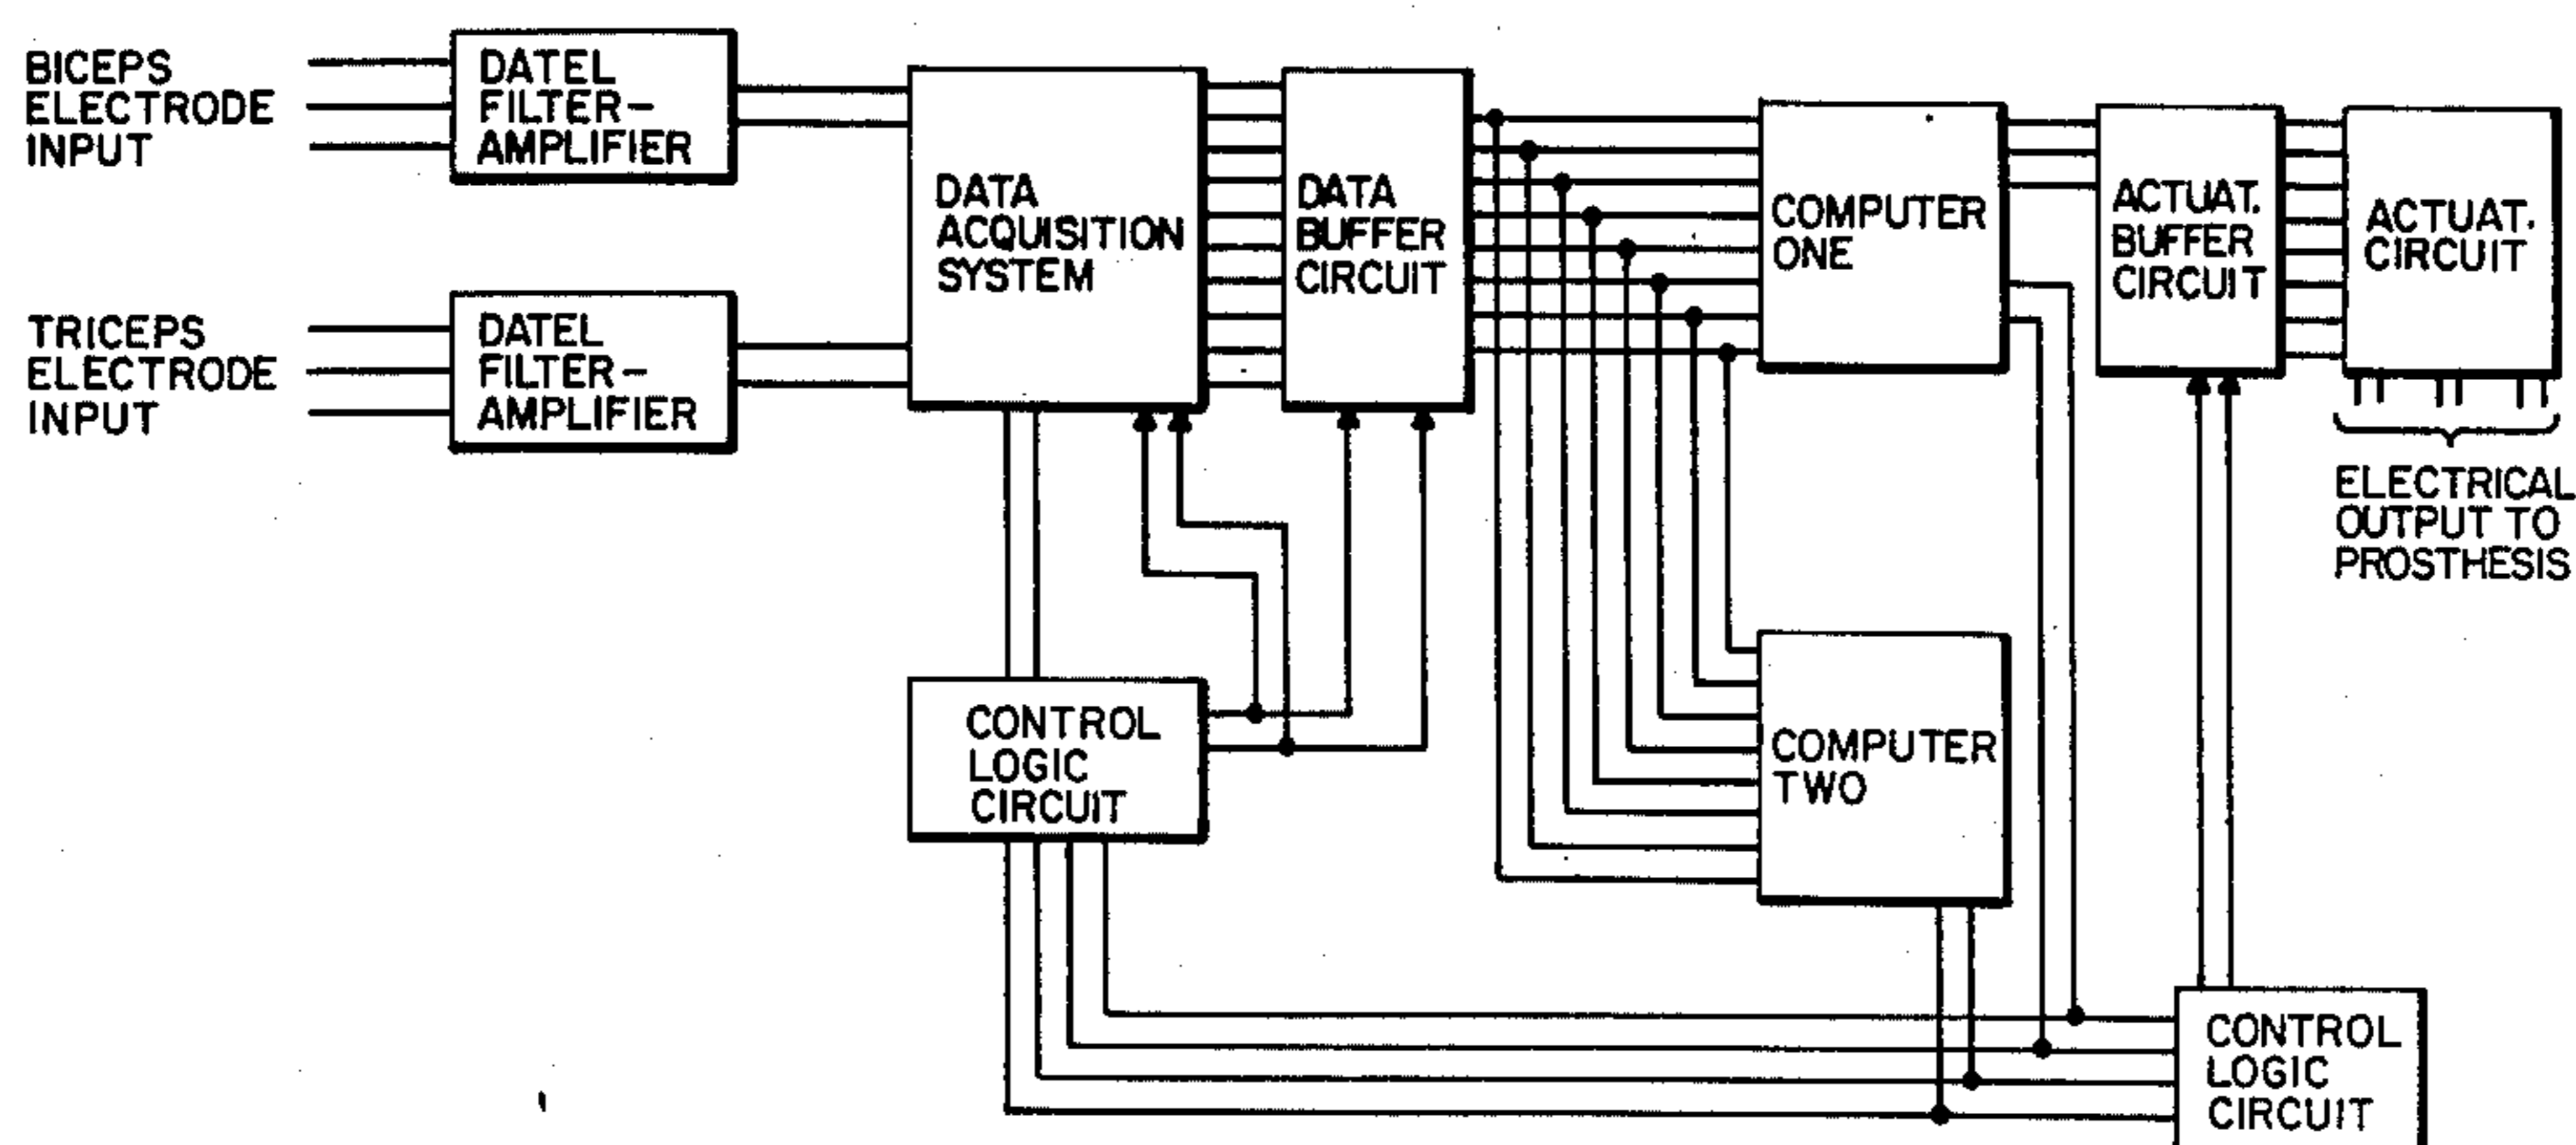 BICEPS
ELECTRODE
INPUT
DATEL
FILTER-
AMPLIFIER
TRICEPS
ELECTRODE
INPUT
DATEL
FILTER-
AMPLIFIER
DATA
ACQUISITION
SYSTEM
DATA
BUFFER
CIRCUIT
COMPUTER
ONE
ACTUAT.
BUFFER
CIRCUIT
ACTUAT.
CIRCUIT
ELECTRICAL
OUTPUT TO
PROSTHESIS
CONTROL
LOGIC
CIRCUIT
COMPUTER
TWO
CONTROL
LOGIC
CIRCUIT